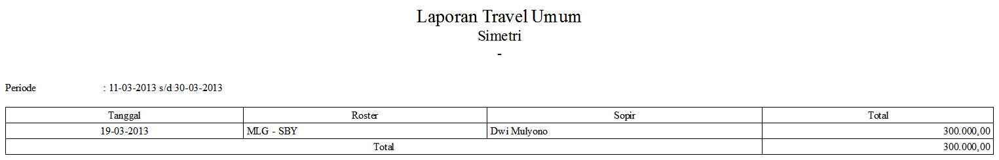 Laporan Travel Umum
Simetri
-
Periode : 11-03-2013 s/d 30-03-2013
Tanggal Roster Sopir Total
19-03-2013 MLG - SBY Dwi Mulyono 300.000,00
Total 300.000,00